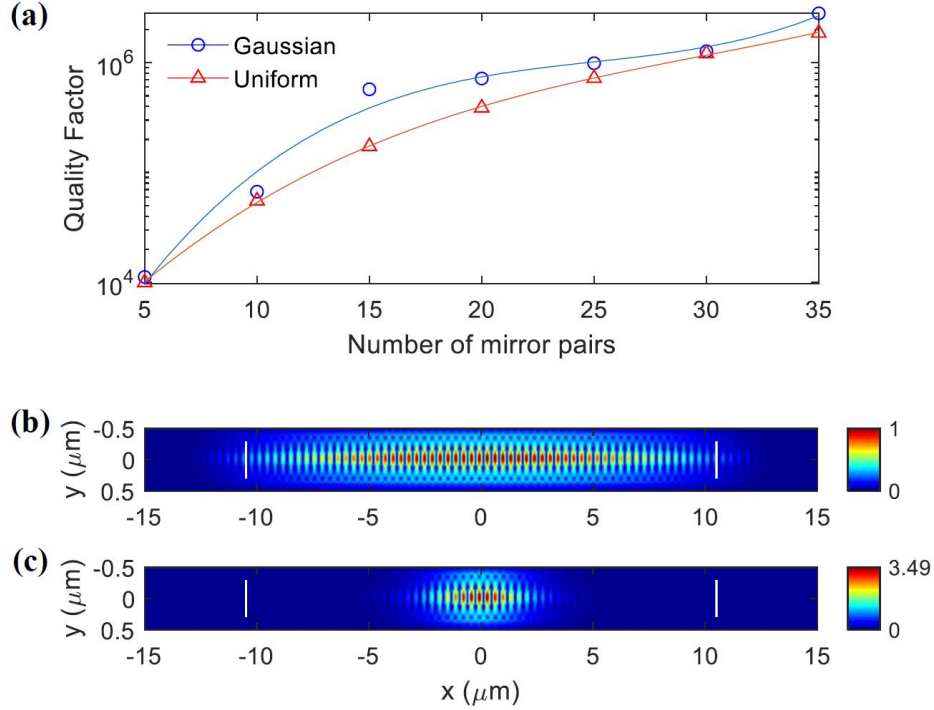 (a)
Gaussian
Uniform
10^6
10^4
Quality Factor
5 10 15 20 25 30 35
Number of mirror pairs
(b)
y (μm)
-0.5
0
0.5
-15 -10 -5 0 5 10 15
1
0
(c)
y (μm)
-0.5
0
0.5
-15 -10 -5 0 5 10 15
3.49
0
x (μm)